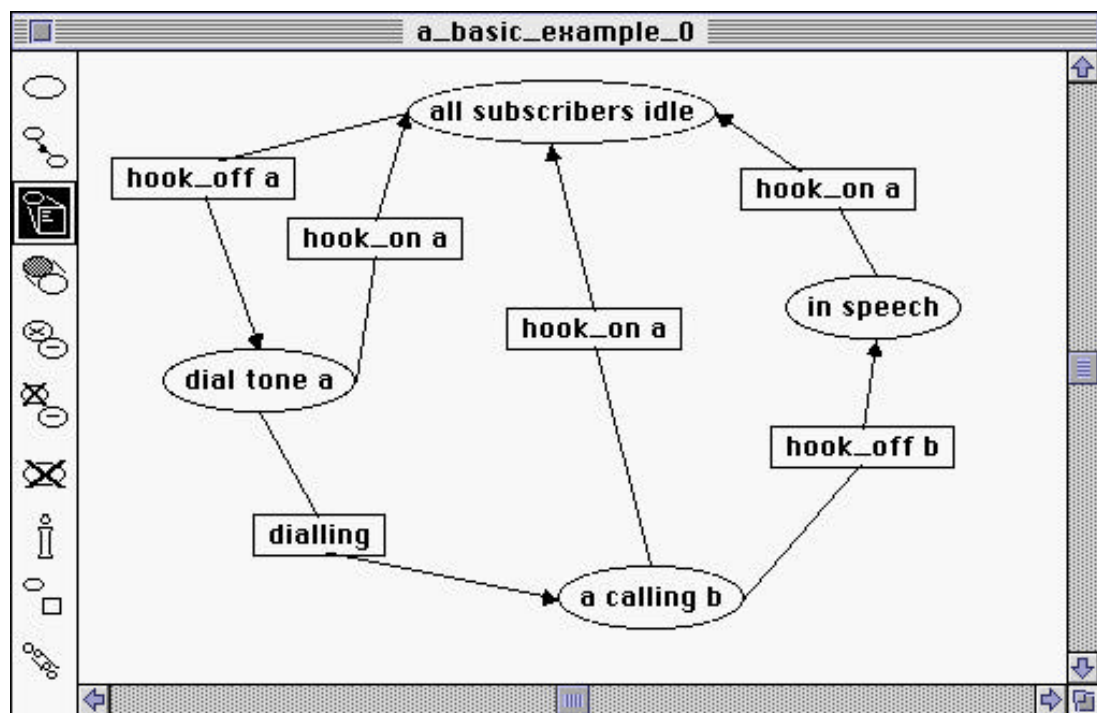 a_basic_example_0
all subscribers idle
hook_off a
hook_on a
hook_on a
in speech
hook_on a
dial tone a
hook_off b
dialling
a calling b